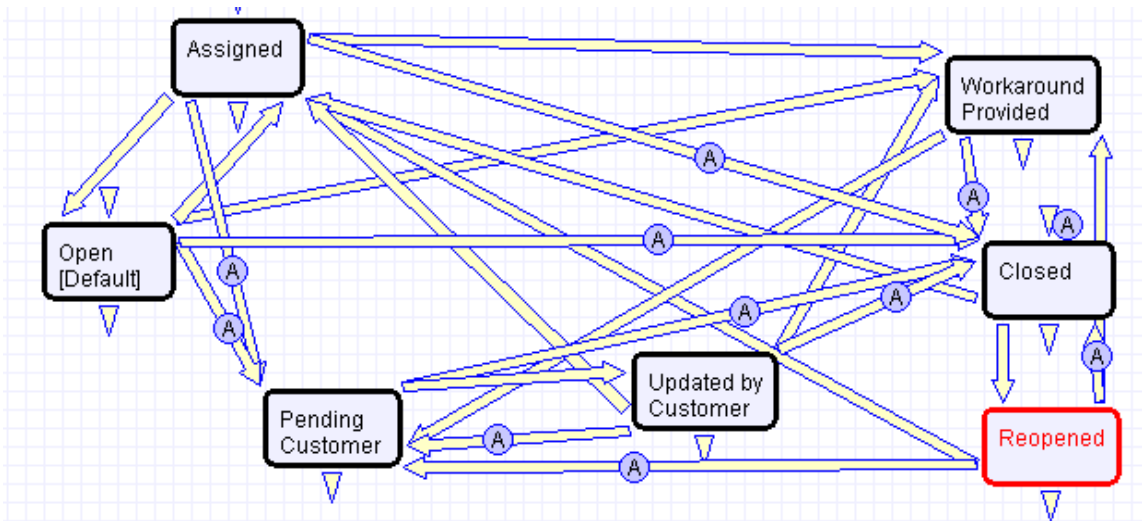 Assigned
Workaround
Provided
A
A
Open
[Default]
A
A
A
Closed
A
A
A
A
Updated by
Customer
Pending
Customer
A
Reopened
A